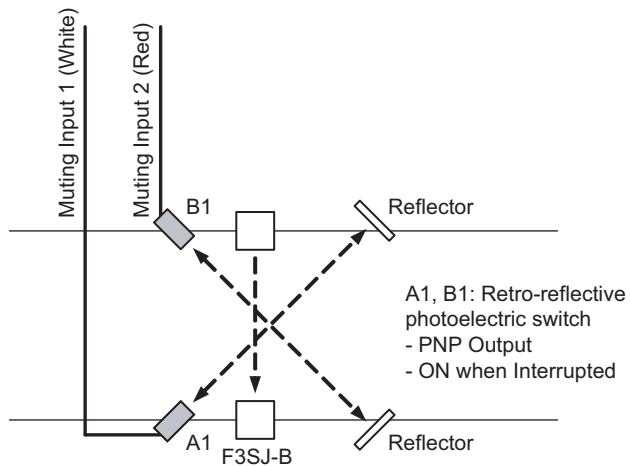 Muting Input 1 (White)
Muting Input 2 (Red)
B1
Reflector
A1, B1: Retro-reflective
photoelectric switch
- PNP Output
- ON when Interrupted
A1
F3SJ-B
Reflector